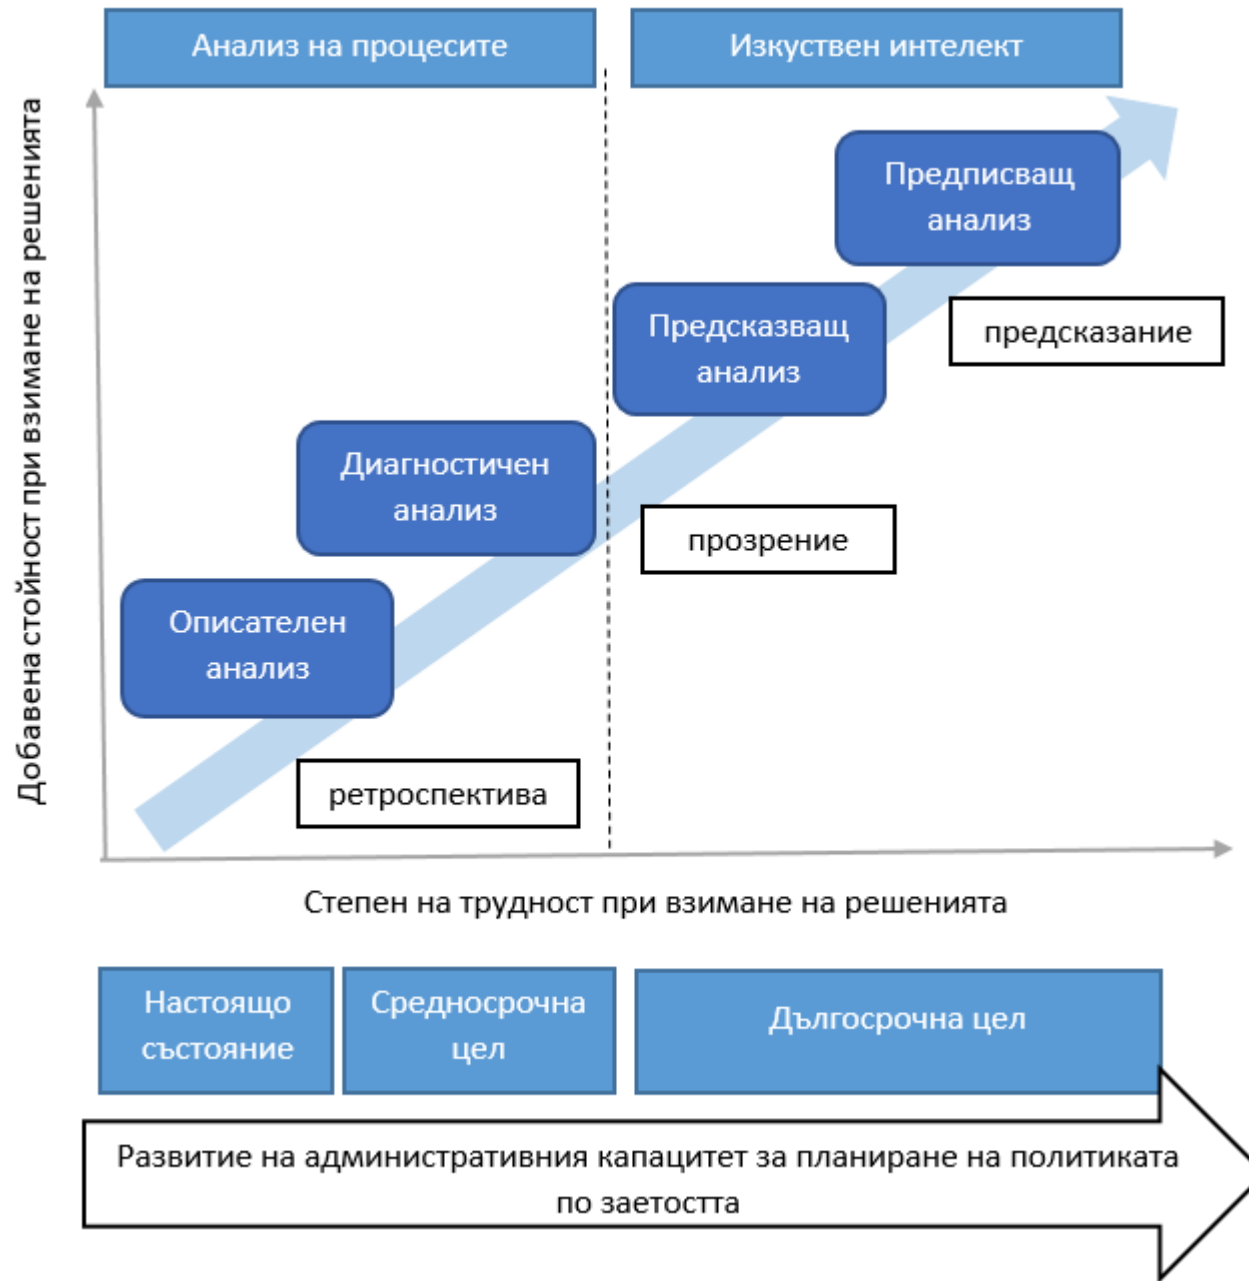 Анализ на процесите
Изкуствен интелект
Добавена стойност при взимане на решенията
Предписващ
анализ
Предсказващ
анализ
предсказание
Диагностичен
анализ
прозрение
Описателен
анализ
ретроспектива
Степен на трудност при взимане на решенията
Настоящо
състояние
Средносрочна
цел
Дългосрочна цел
Развитие на административния капацитет за планиране на политиката
по заетостта